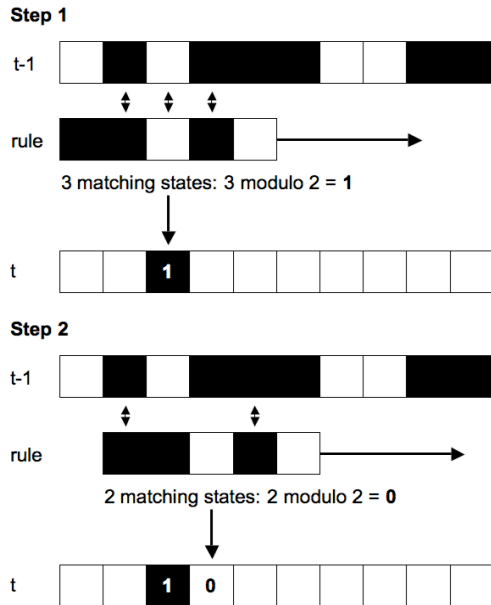 Step 1
t-1
rule
3 matching states: 3 modulo 2 = 1
t
1
Step 2
t-1
rule
2 matching states: 2 modulo 2 = 0
t
1 0